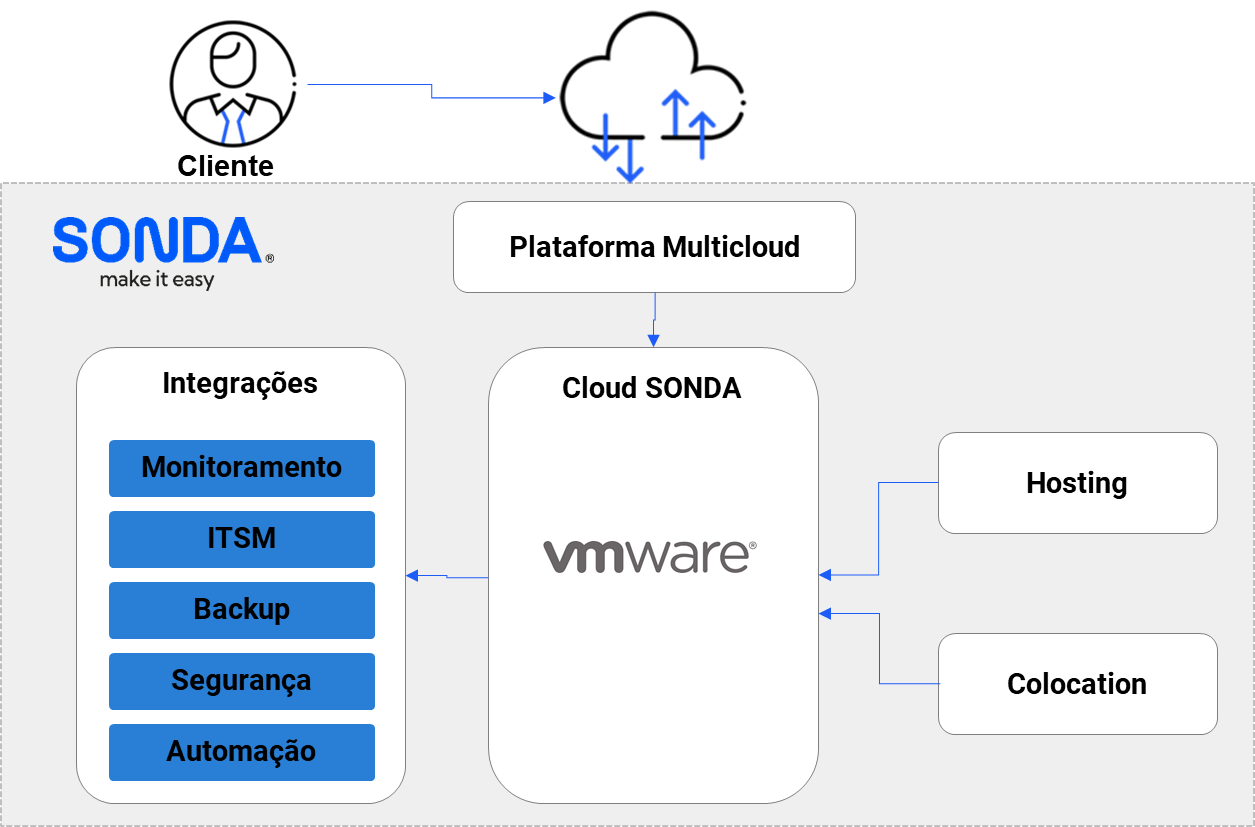 Cliente
SONDA®
make it easy
Plataforma Multicloud
Integrações
Monitoramento
ITSM
Backup
Segurança
Automação
Cloud SONDA
vmware®
Hosting
Colocation